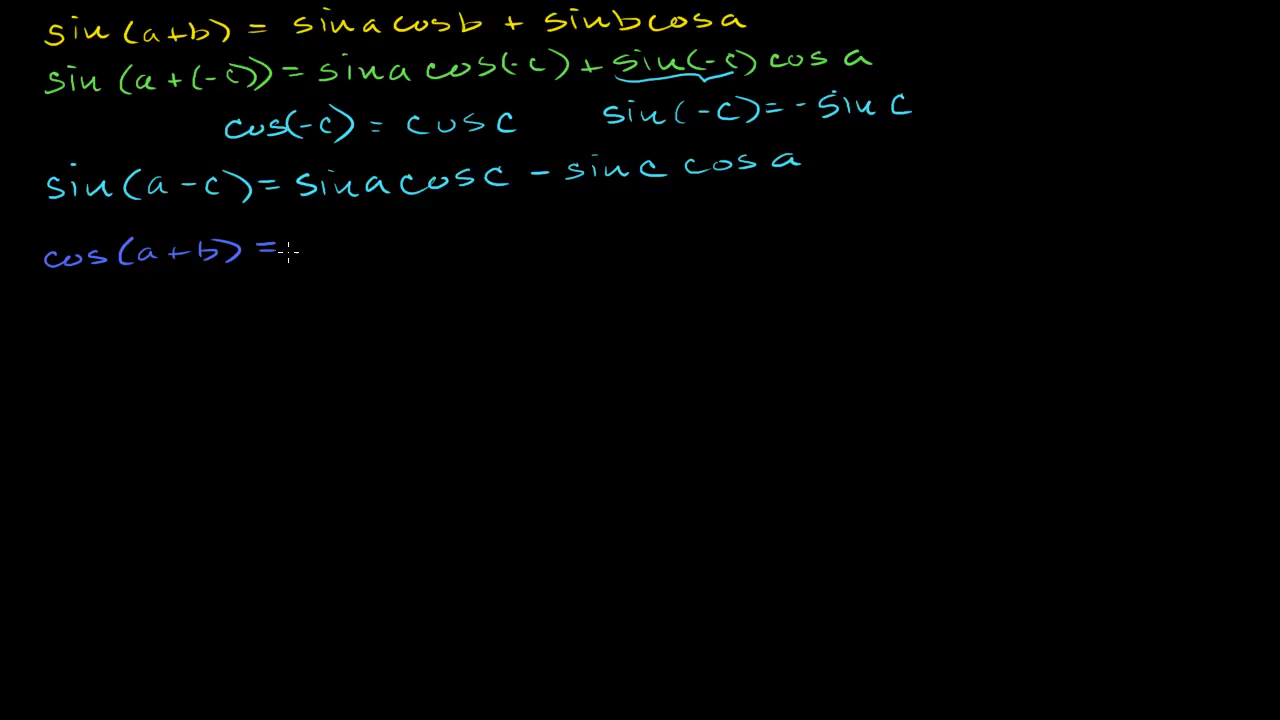 sin (a+b) = sin a cos b + sin b cos a
sin (a + (-c)) = sin a cos(-c) + sin(-c) cos a
cos(-c) = cos c sin(-c) = - sin c
sin (a - c) = sin a cos c - sin c cos a
cos (a + b) =